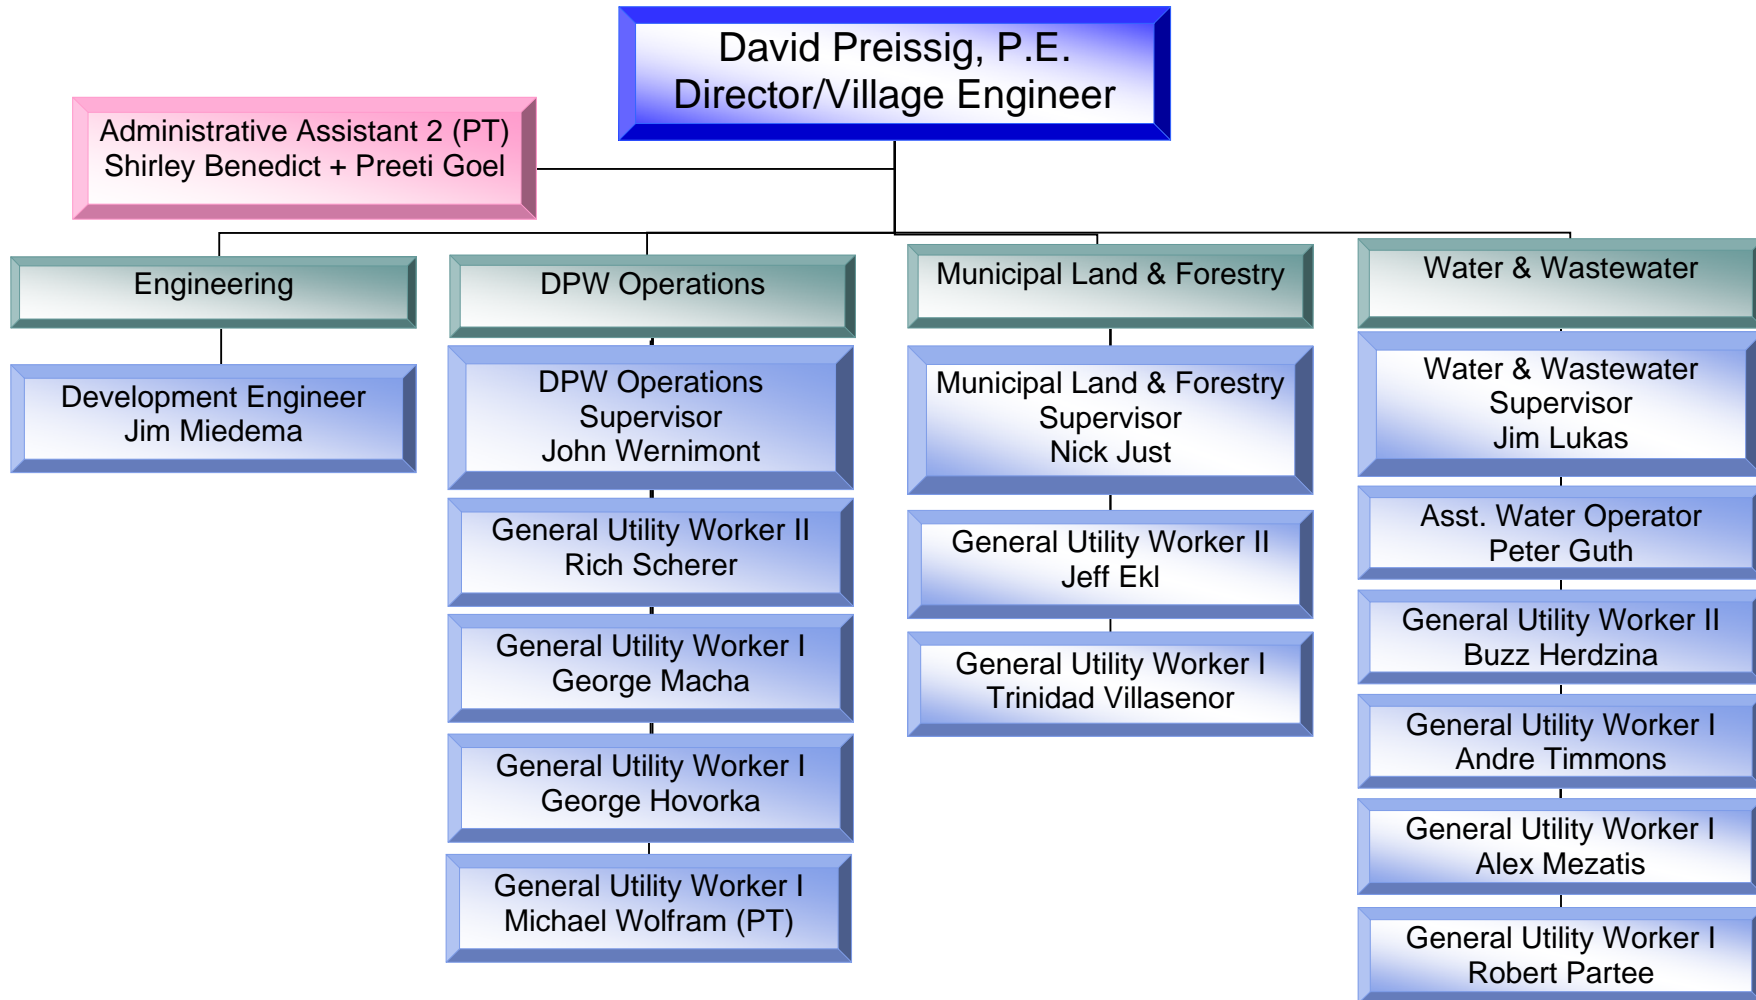 David Preissig, P.E.
Director/Village Engineer
Administrative Assistant 2 (PT)
Shirley Benedict + Preeti Goel
Engineering
Development Engineer
Jim Miedema
DPW Operations
DPW Operations
Supervisor
John Wernimont
General Utility Worker II
Rich Scherer
General Utility Worker I
George Macha
General Utility Worker I
George Hovorka
General Utility Worker I
Michael Wolfram (PT)
Municipal Land & Forestry
Municipal Land & Forestry
Supervisor
Nick Just
General Utility Worker II
Jeff Ekl
General Utility Worker I
Trinidad Villasenor
Water & Wastewater
Water & Wastewater
Supervisor
Jim Lukas
Asst. Water Operator
Peter Guth
General Utility Worker II
Buzz Herdzina
General Utility Worker I
Andre Timmons
General Utility Worker I
Alex Mezatis
General Utility Worker I
Robert Partee